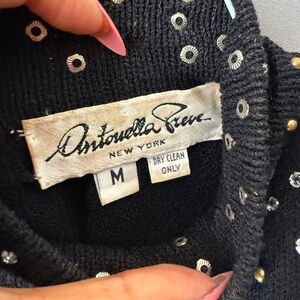 Antonella Preve
NEW YORK
M
DRY CLEAN
ONLY